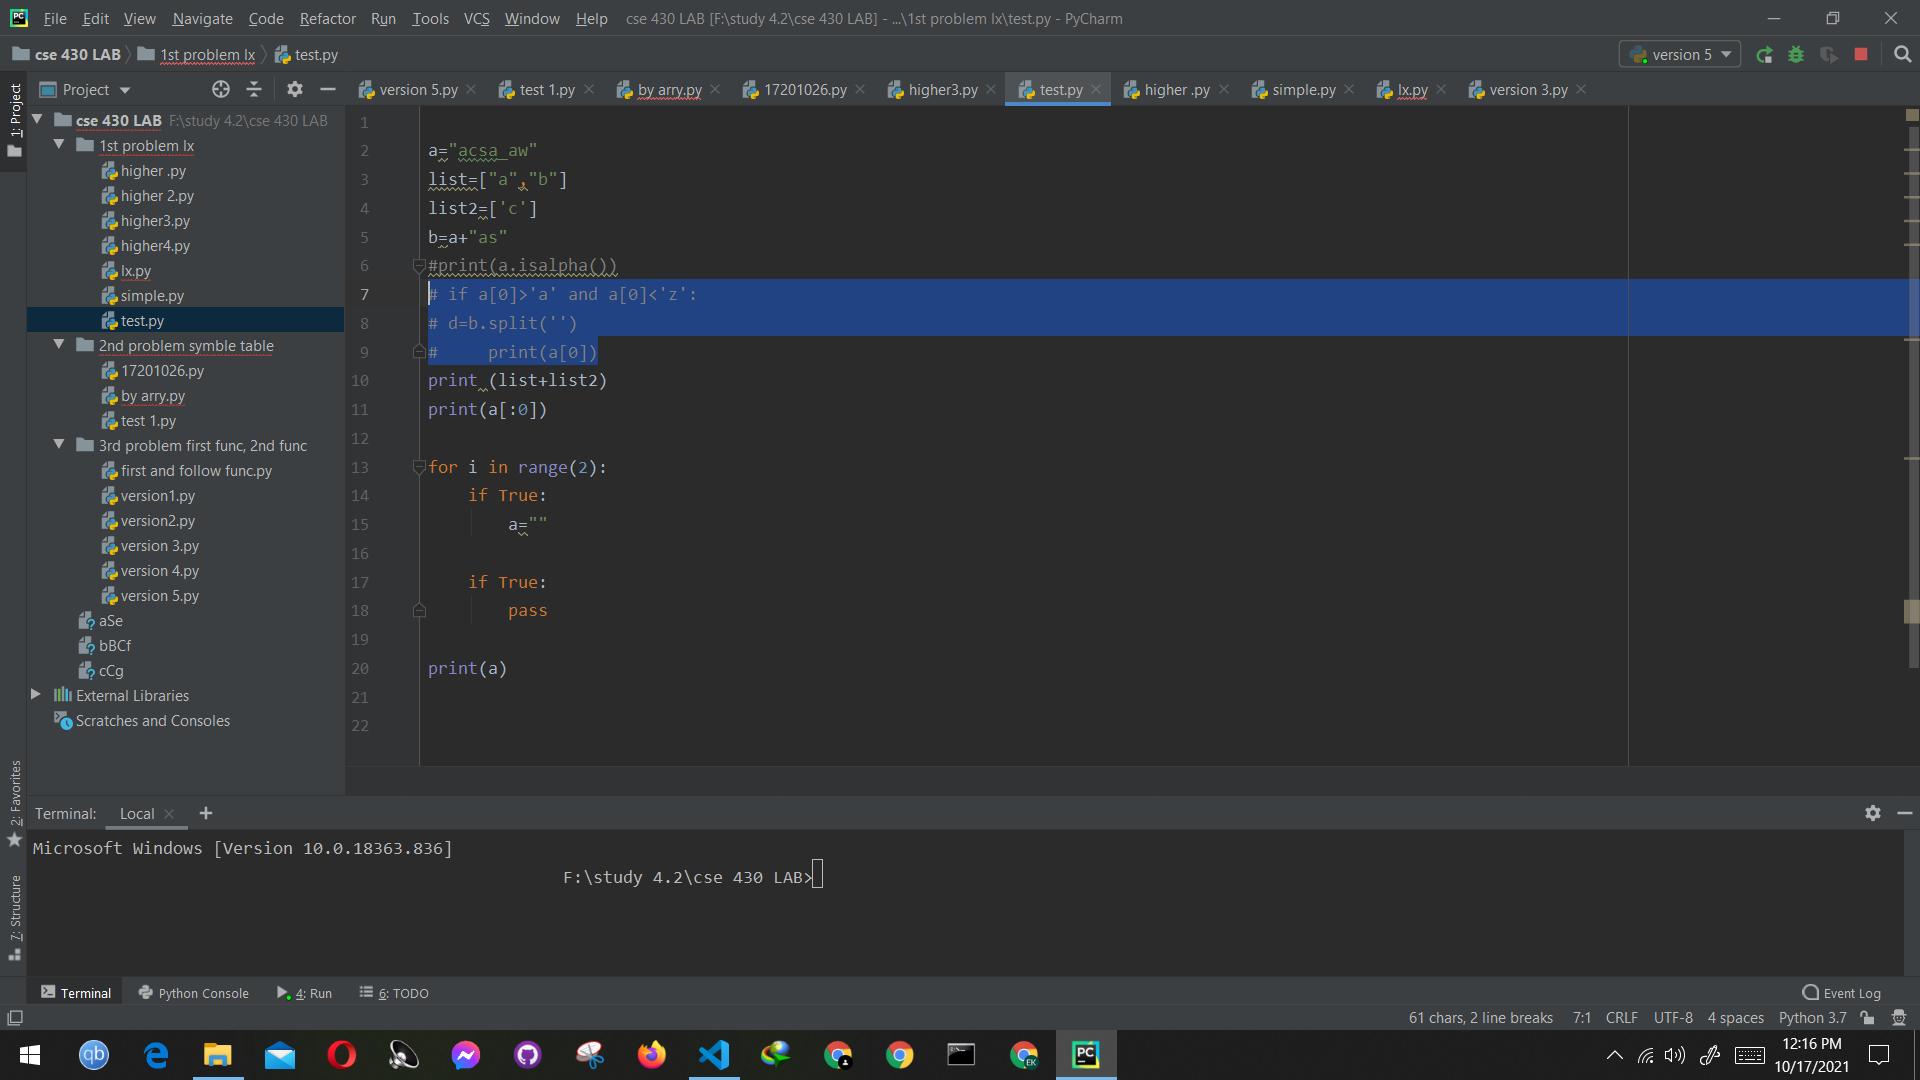 File Edit View Navigate Code Refactor Run Tools VCS Window Help cse 430 LAB [F:\study 4.2\cse 430 LAB] - ...\1st problem lx\test.py - PyCharm
cse 430 LAB 1st problem lx test.py version 5
Project version 5.py test 1.py by arry.py 17201026.py higher3.py test.py higher .py simple.py lx.py version 3.py
1: Project
cse 430 LAB F:\study 4.2\cse 430 LAB
1st problem lx
higher .py
higher 2.py
higher3.py
higher4.py
lx.py
simple.py
test.py
2nd problem symble table
17201026.py
by arry.py
test 1.py
3rd problem first func, 2nd func
first and follow func.py
version1.py
version2.py
version 3.py
version 4.py
version 5.py
aSe
bBCf
cCg
External Libraries
Scratches and Consoles
1
2 a="acsa_aw"
3 list=["a","b"]
4 list2=['c']
5 b=a+"as"
6 #print(a.isalpha())
7 # if a[0]>'a' and a[0]<'z':
8 # d=b.split('')
9 #     print(a[0])
10 print (list+list2)
11 print(a[:0])
12
13 for i in range(2):
14     if True:
15         a=""
16
17     if True:
18         pass
19
20 print(a)
21
22
2: Favorites
7: Structure
Terminal: Local +
Microsoft Windows [Version 10.0.18363.836]
F:\study 4.2\cse 430 LAB>
Terminal Python Console 4: Run 6: TODO Event Log
61 chars, 2 line breaks 7:1 CRLF UTF-8 4 spaces Python 3.7
qb EK PC
12:16 PM
10/17/2021